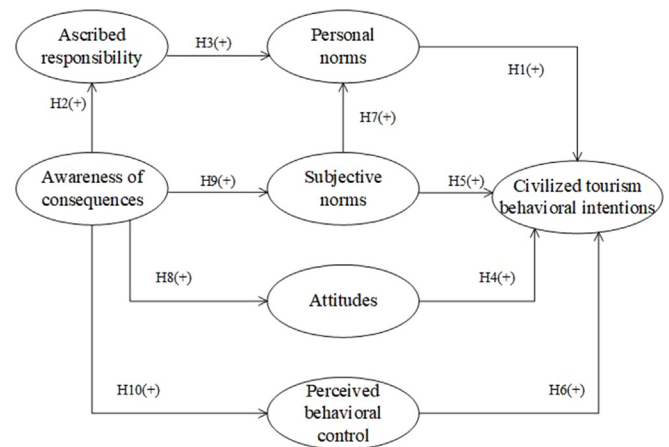 Ascribed
responsibility
H3(+)
Personal
norms
H1(+)
H2(+)
H7(+)
Awareness of
consequences
H9(+)
Subjective
norms
H5(+)
Civilized tourism
behavioral intentions
H8(+)
Attitudes
H4(+)
H10(+)
Perceived
behavioral
control
H6(+)